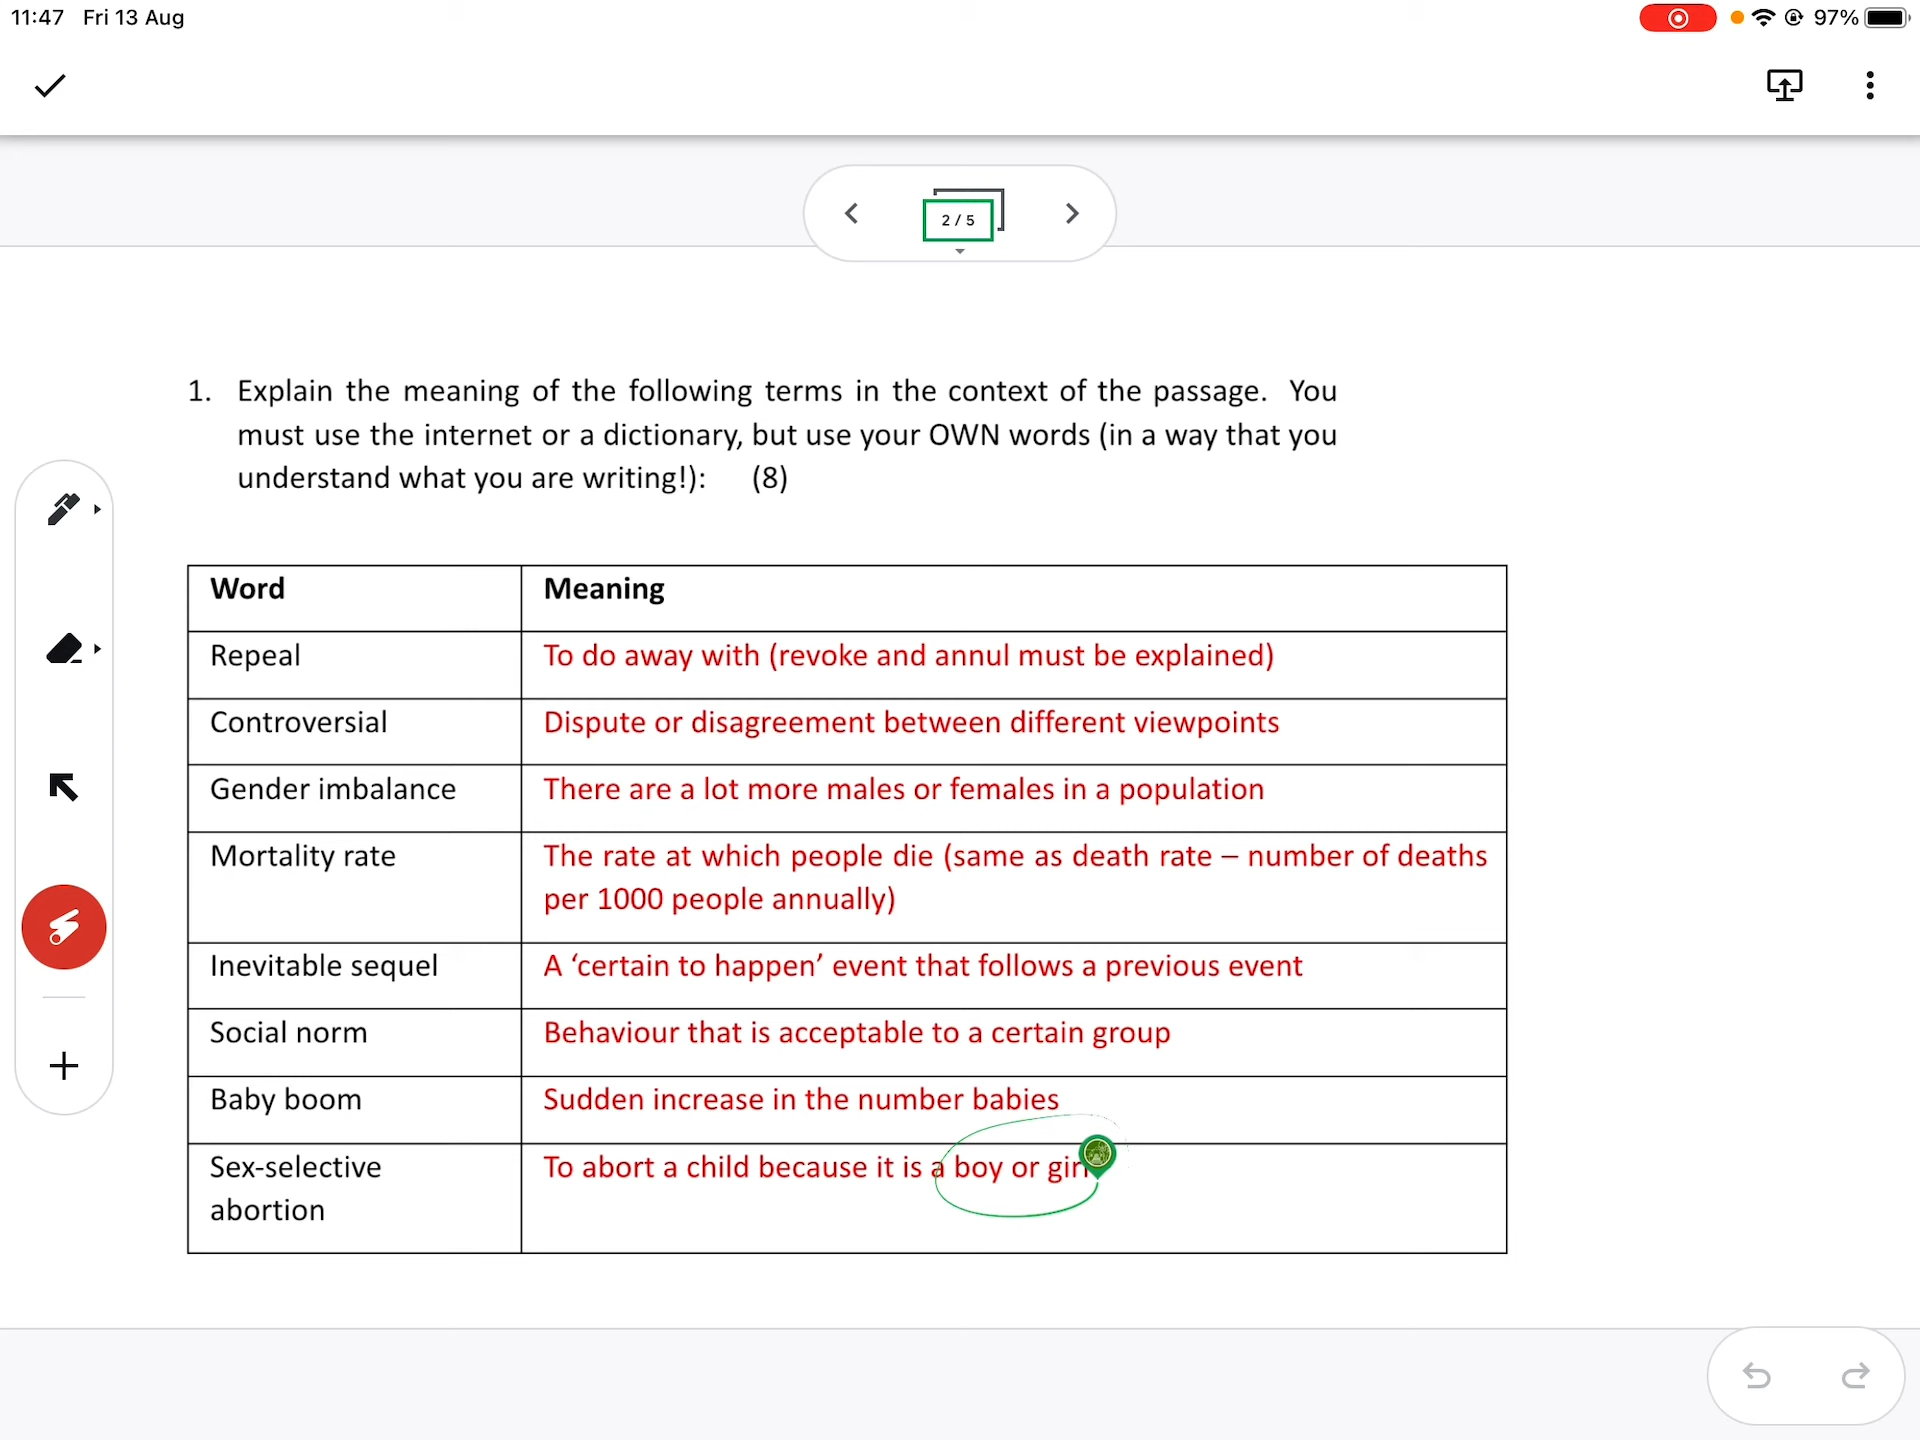 11:47 Fri 13 Aug
97%
2 / 5
1. Explain the meaning of the following terms in the context of the passage. You
must use the internet or a dictionary, but use your OWN words (in a way that you
understand what you are writing!): (8)
Word Meaning
Repeal To do away with (revoke and annul must be explained)
Controversial Dispute or disagreement between different viewpoints
Gender imbalance There are a lot more males or females in a population
Mortality rate The rate at which people die (same as death rate – number of deaths
per 1000 people annually)
Inevitable sequel A ‘certain to happen’ event that follows a previous event
Social norm Behaviour that is acceptable to a certain group
Baby boom Sudden increase in the number babies
Sex-selective To abort a child because it is a boy or girl
abortion